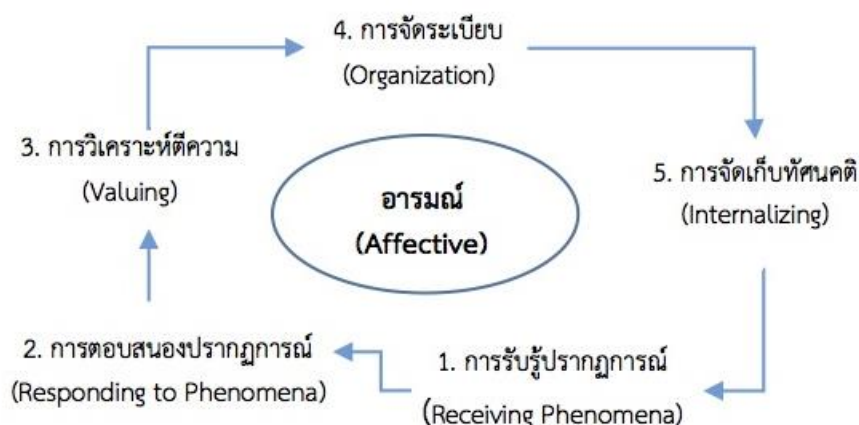 4. การจัดระเบียบ
(Organization)
3. การวิเคราะห์ตีความ
(Valuing)
5. การจัดเก็บทัศนคติ
(Internalizing)
อารมณ์
(Affective)
2. การตอบสนองปรากฏการณ์
(Responding to Phenomena)
1. การรับรู้ปรากฏการณ์
(Receiving Phenomena)